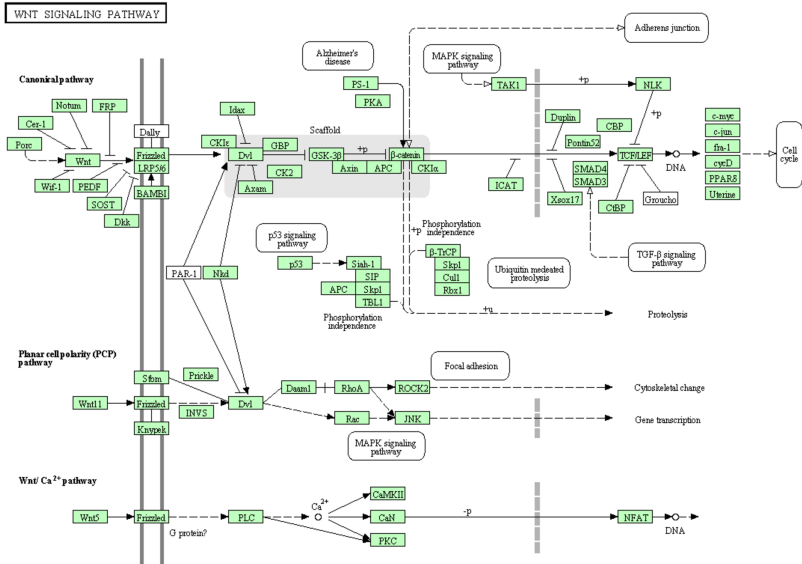 WNT SIGNALING PATHWAY
Adherens junction
Alzheimer's
disease
MAPK signaling
pathway
Canonical pathway
PS-1
TAK1
+p
NLK
PKA
Notum
FRP
Idax
Cer-1
Duplin
CBP
+p
c-myc
Porc
Dally
Scaffold
c-jun
CKIε
GBP
Pont52
Wnt
Frizzled
Dvl
GSK-3β
+p
β-catenin
TCF/LEF
DNA
fra-1
Cell
cycle
LRP5/6
CK2
Axin
APC
CKIα
SMAD4
cycD
Wif-1
PEDF
BAMBI
Axam
ICAT
SMAD3
PPARδ
SOST
Xsox17
CtBP
Groucho
Uterine
Dkk
Phosphorylation
independence
p53 signaling
pathway
+p
β-TrCP
Skp1
Cul1
Rbx1
Ubiquitin medeated
proteolysis
TGF-β signaling
pathway
PAR-1
Nkd
p53
Siah-1
SIP
APC
Skp1
TBL1
Phosphorylation
independence
+u
Proteolysis
Planar cell polarity (PCP)
pathway
Focal adhesion
Stbm
Prickle
Daam1
RhoA
ROCK2
Cytoskeletal change
Wnt11
Frizzled
INVS
Dvl
Rac
JNK
Gene transcription
Knypek
MAPK signaling
pathway
Wnt/ Ca2+ pathway
CaMKII
Ca2+
Wnt5
Frizzled
PLC
CaN
-p
NFAT
G protein?
PKC
DNA